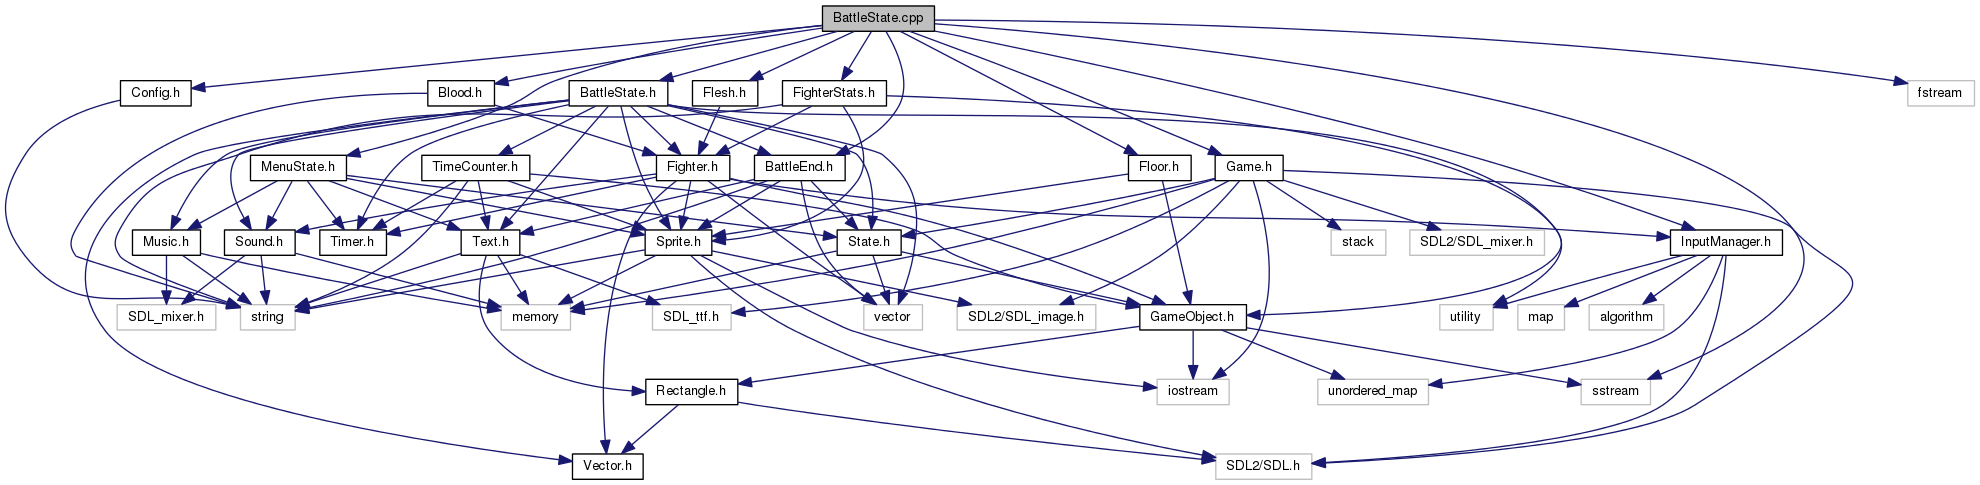 BattleState.cpp
Config.h
Blood.h
BattleState.h
Flesh.h
FighterStats.h
fstream
MenuState.h
TimeCounter.h
Fighter.h
BattleEnd.h
Floor.h
Game.h
Music.h
Sound.h
Timer.h
Text.h
Sprite.h
State.h
stack
SDL2/SDL_mixer.h
InputManager.h
SDL_mixer.h
string
memory
SDL_ttf.h
vector
SDL2/SDL_image.h
GameObject.h
utility
map
algorithm
Rectangle.h
iostream
unordered_map
sstream
Vector.h
SDL2/SDL.h